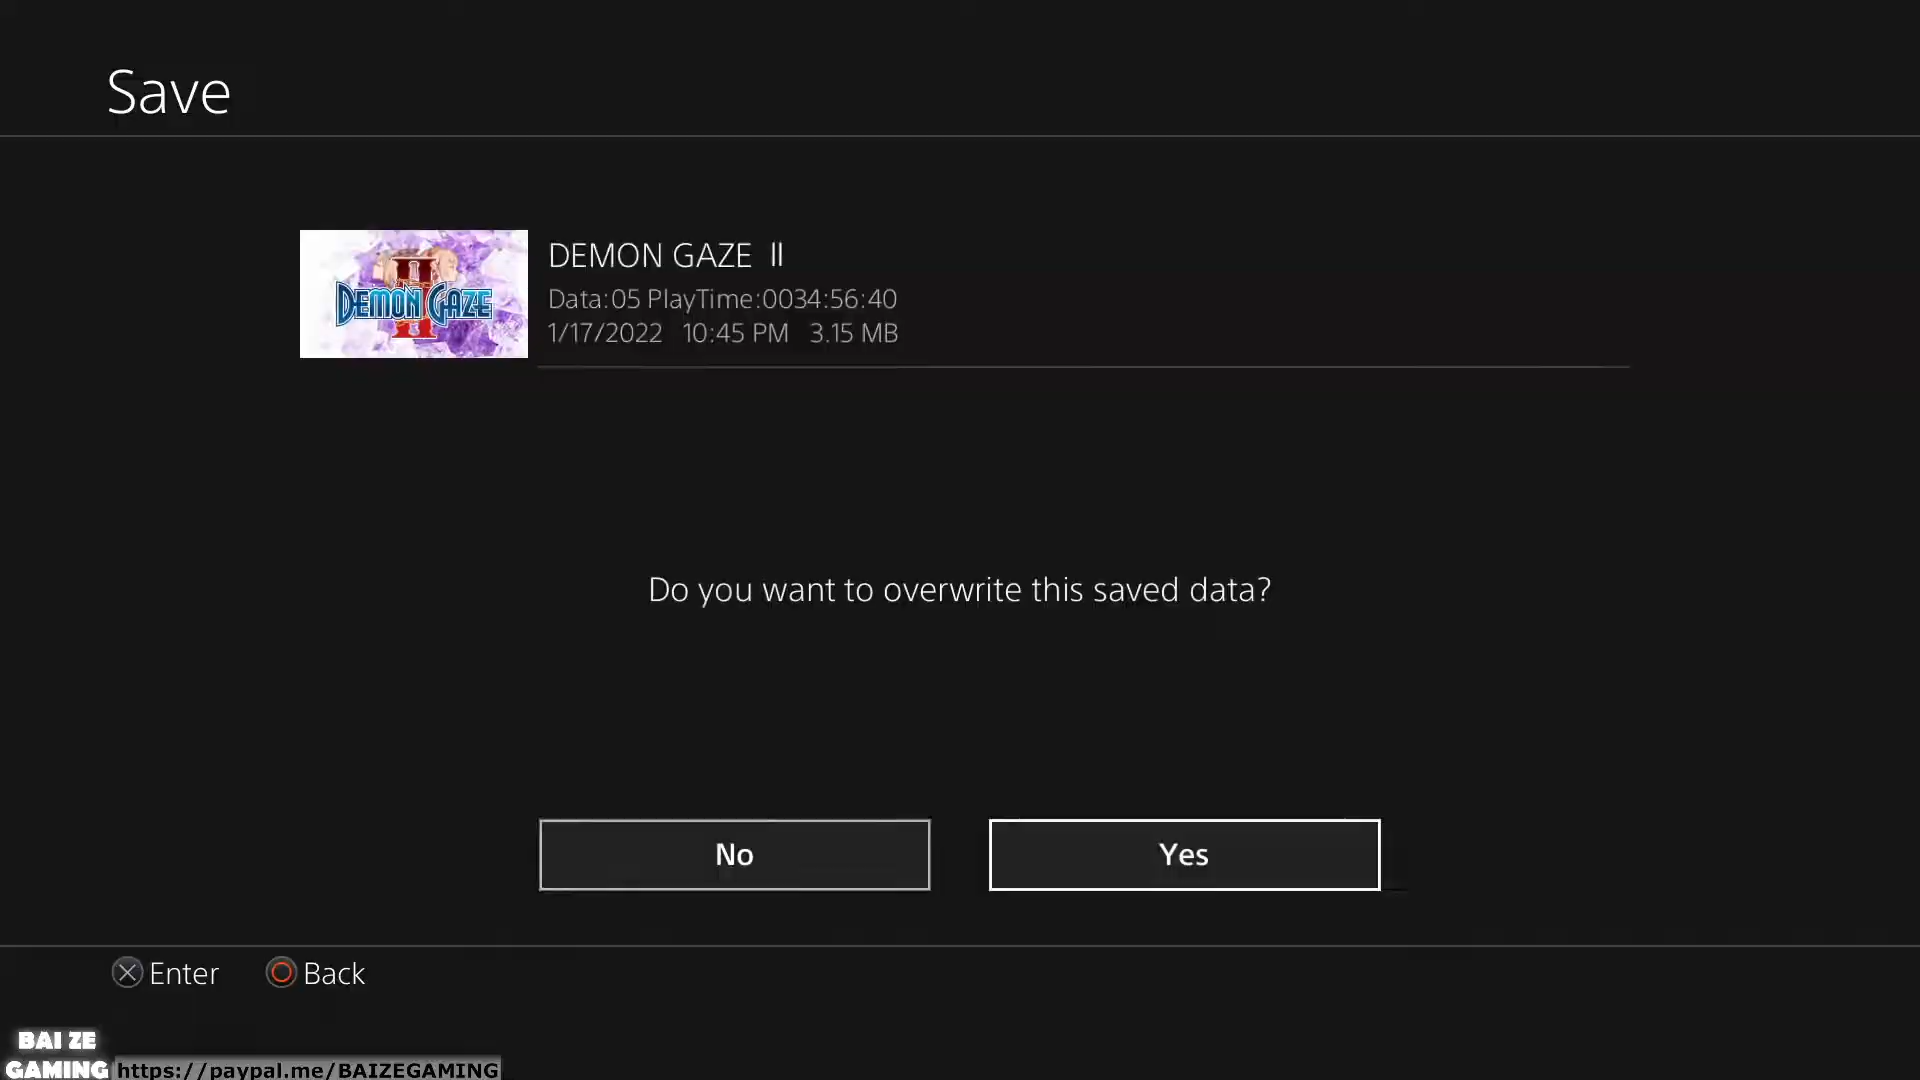 Save
DEMON GAZE Ⅱ
Data:05 PlayTime:0034:56:40
1/17/2022 10:45 PM 3.15 MB
II
DEMON GAZE
Do you want to overwrite this saved data?
No
Yes
Enter
Back
BAI ZE
GAMING
https://paypal.me/BAIZEGAMING